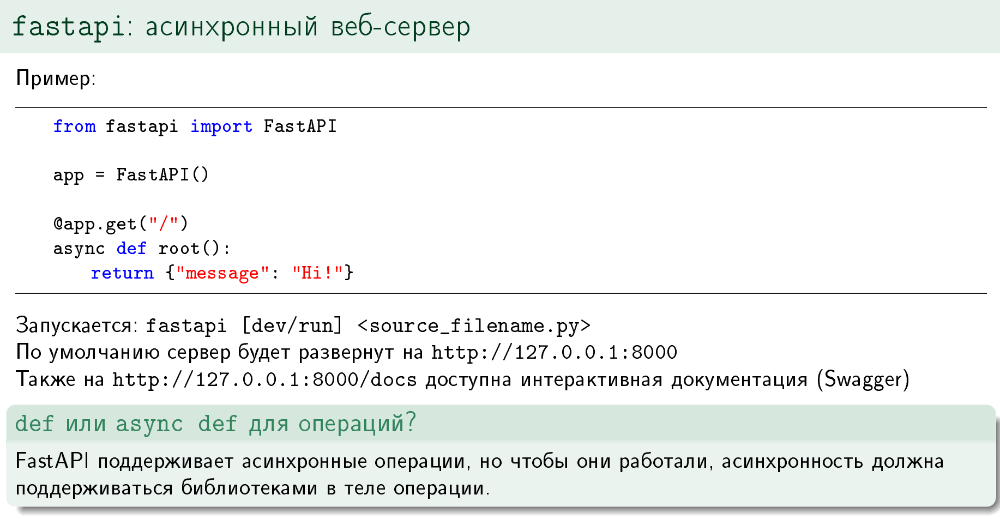 fastapi: асинхронный веб-сервер
Пример:
from fastapi import FastAPI
app = FastAPI()
@app.get("/")
async def root():
return {"message": "Hi!"}
Запускается: fastapi [dev/run] <source_filename.py>
По умолчанию сервер будет развернут на http://127.0.0.1:8000
Также на http://127.0.0.1:8000/docs доступна интерактивная документация (Swagger)
def или async def для операций?
FastAPI поддерживает асинхронные операции, но чтобы они работали, асинхронность должна
поддерживаться библиотеками в теле операции.